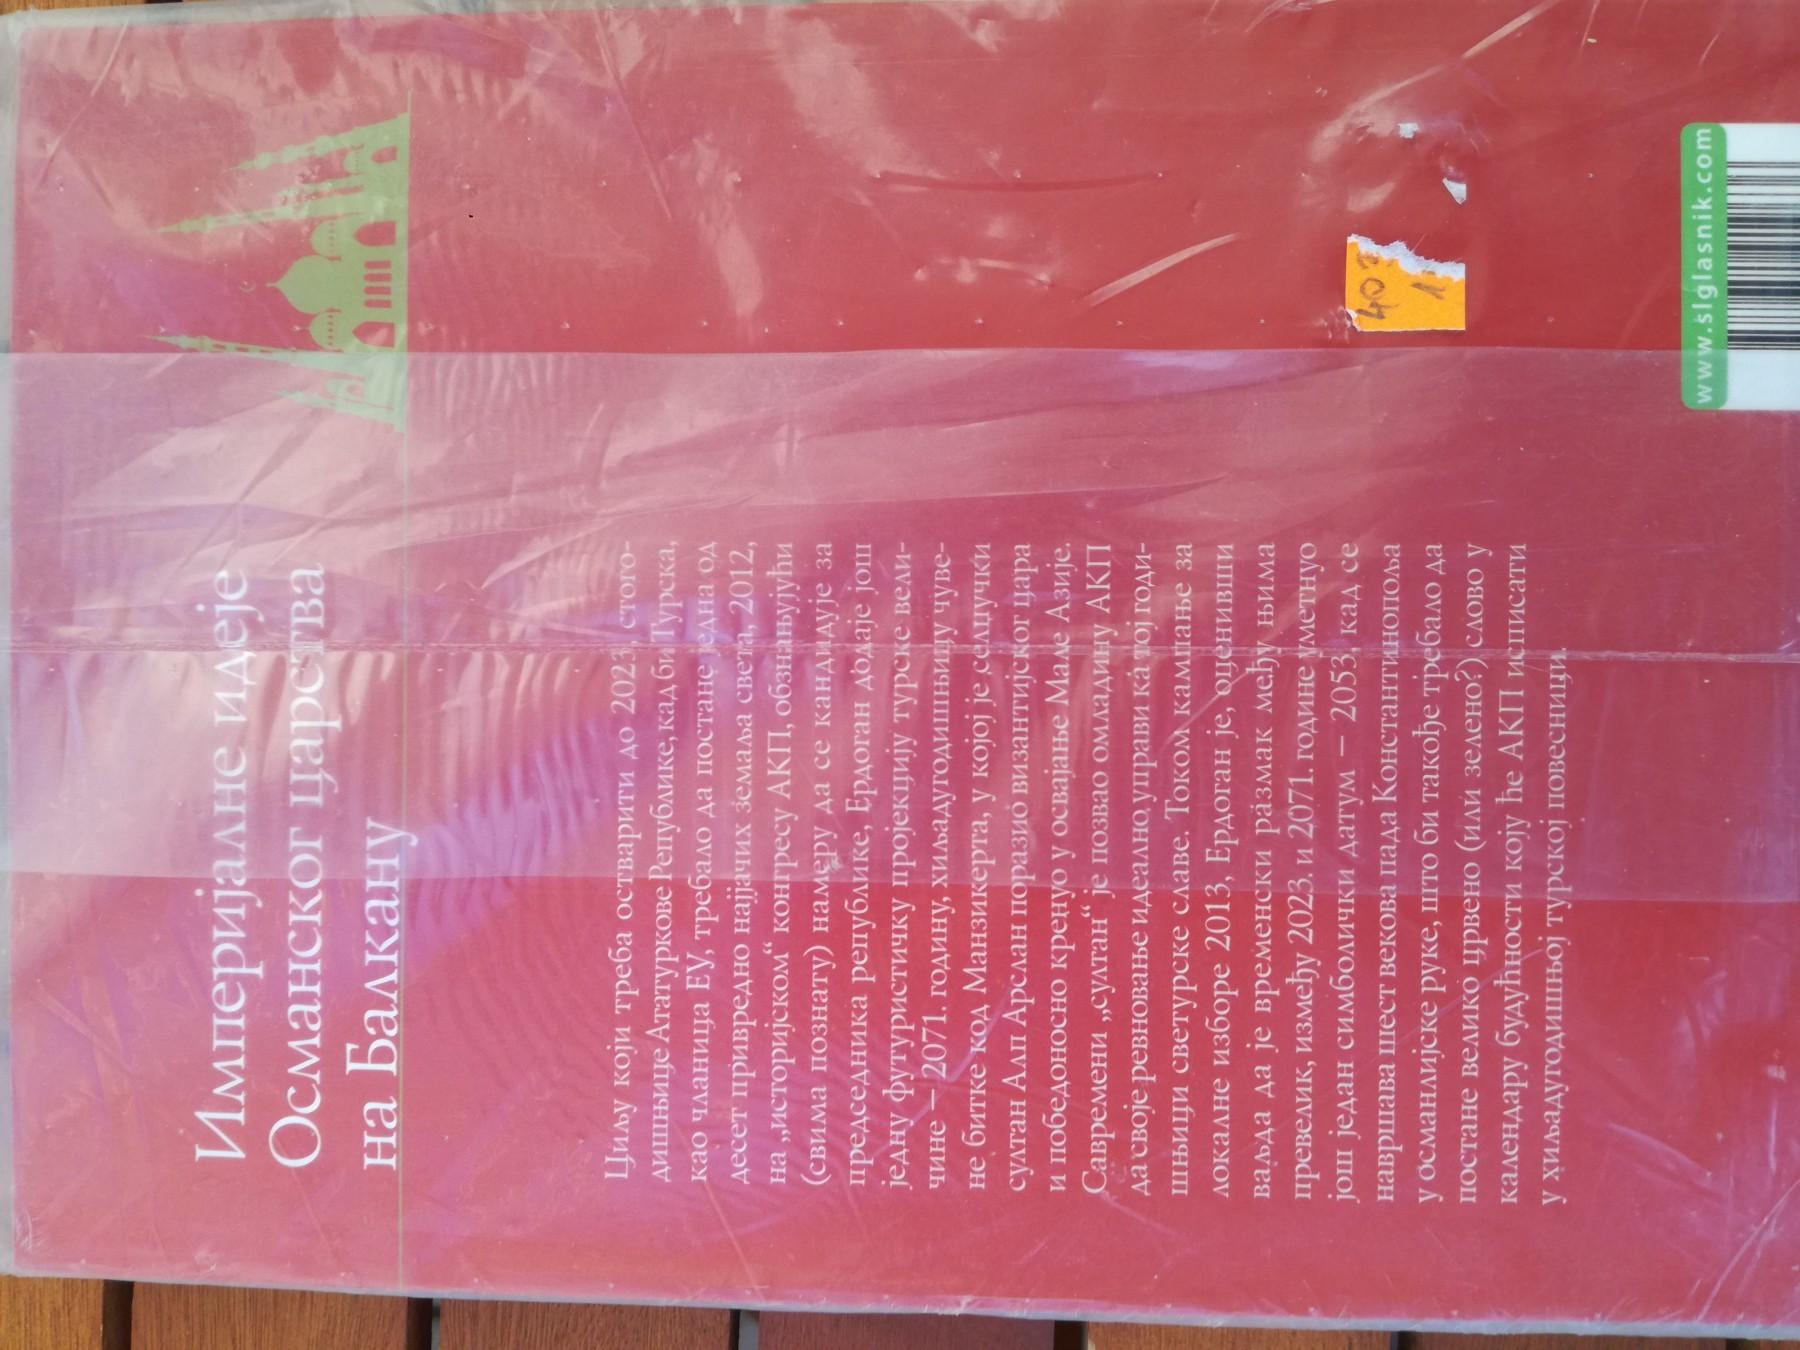 Империјалне идеје
Османског царства
на Балкану
Циљу који треба остварити до 2023, стого-
дишњице Ататуркове Републике, кад би Турска,
као чланица ЕУ, требало да постане једна од
десет привредно најјачих земаља света. 2012,
на „историјском“ конгресу АКП, обзнањујући
(свима познату) намеру да се кандидује за
председника републике, Ердоган додаје још
једну футуристичку пројекцију турске вели-
чине – 2071. годину, хиљадугодишњицу чуве-
не битке код Манзикерта, у којој је селџучки
султан Алп Арслан поразио византијског цара
и победоносно кренуо у освајање Мале Азије.
Савремени „султан“ је позвао омладину АКП
да своје ревновање идеално управи ка тој годи-
шњици светурске славе. Током кампање за
локалне изборе 2013, Ердоган је, оценивши
ваљда да је временски размак међу њима
превелик, између 2023. и 2071. године уметнуо
још један симболички датум – 2053, кад се
навршава шест векова пада Константинопоља
у османлијске руке, што би такође требало да
постане велико црвено (или зелено?) слово у
календару будућности коју ће АКП исписати
у хиљадугодишњој турској повесници.
www.slglasnik.com